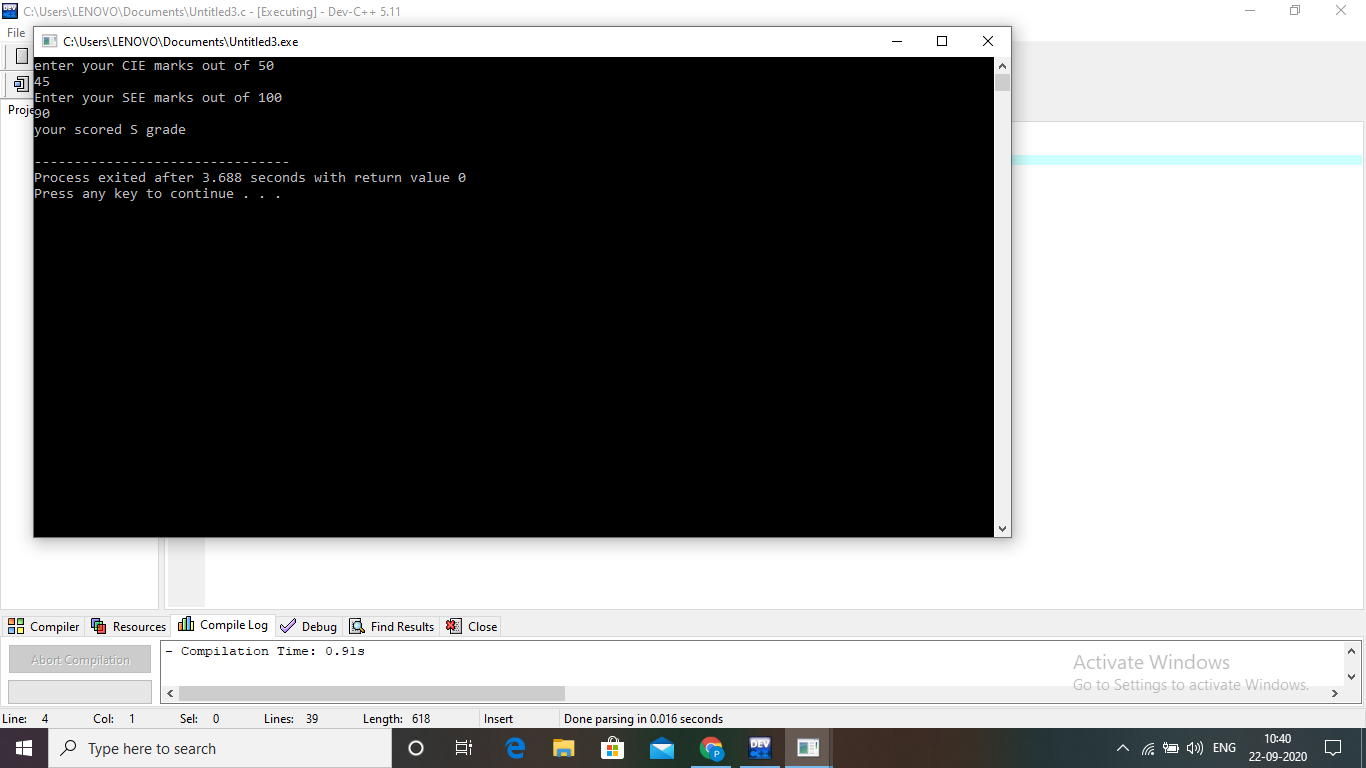 C:\Users\LENOVO\Documents\Untitled3.c - [Executing] - Dev-C++ 5.11
File
C:\Users\LENOVO\Documents\Untitled3.exe
enter your CIE marks out of 50
45
Enter your SEE marks out of 100
Proje
90
your scored S grade
--------------------------------
Process exited after 3.688 seconds with return value 0
Press any key to continue . . .
Compiler Resources Compile Log Debug Find Results Close
Abort Compilation
- Compilation Time: 0.91s
Activate Windows
Go to Settings to activate Windows.
Line: 4 Col: 1 Sel: 0 Lines: 39 Length: 618 Insert Done parsing in 0.016 seconds
Type here to search
DEV
P
ENG
10:40
22-09-2020